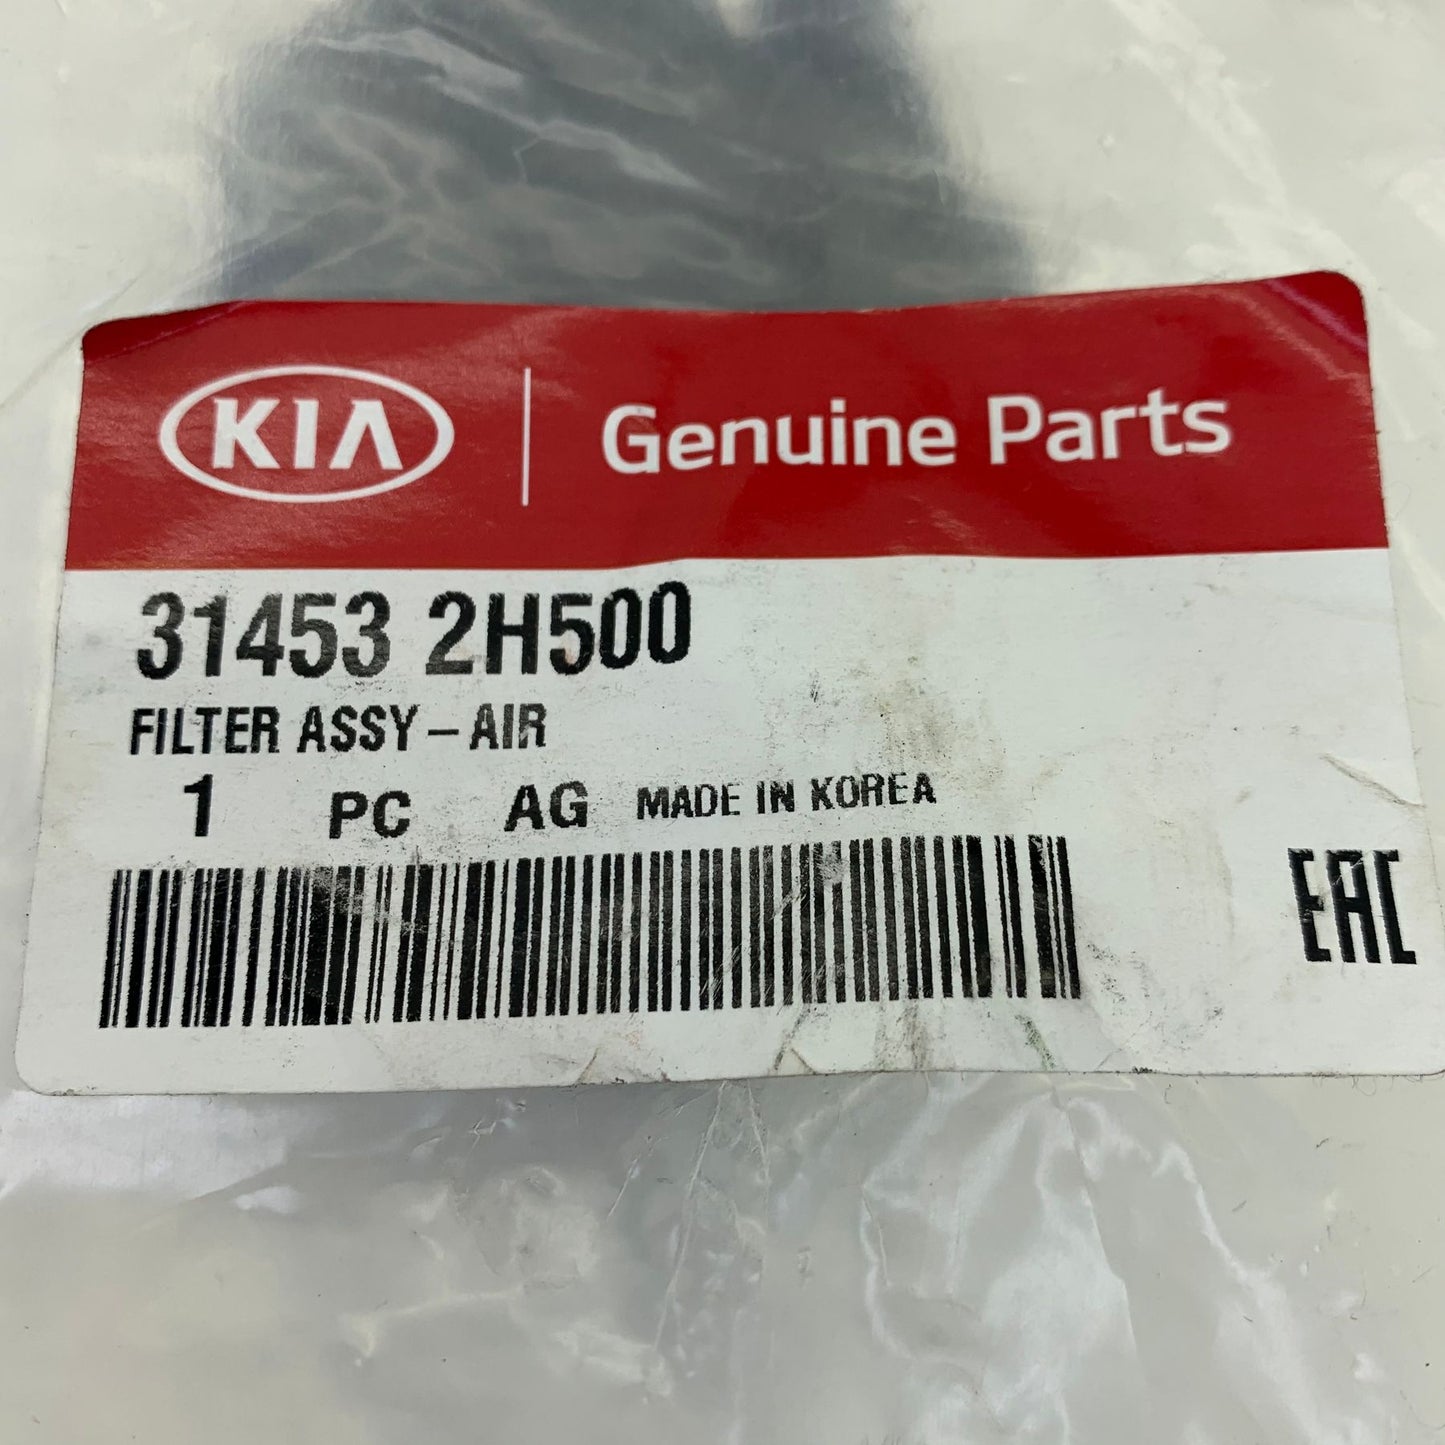 KIA Genuine Parts
31453 2H500
FILTER ASSY-AIR
1 PC AG MADE IN KOREA
EAC